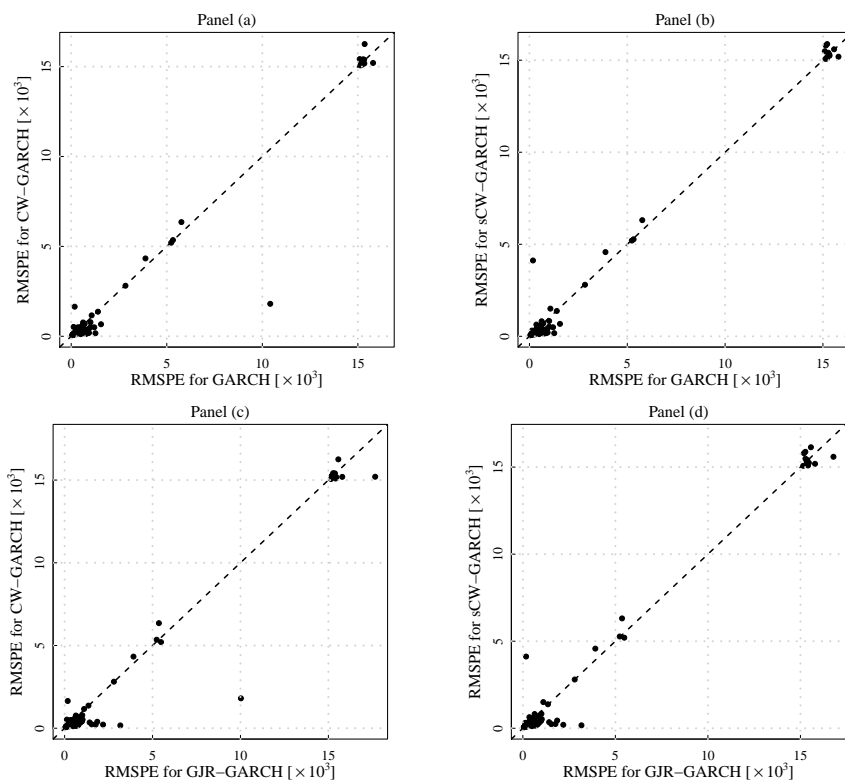 Panel (a)
RMSPE for CW−GARCH [×10³]
15
10
5
0
0 5 10 15
RMSPE for GARCH [×10³]
Panel (b)
RMSPE for sCW−GARCH [×10³]
15
10
5
0
0 5 10 15
RMSPE for GARCH [×10³]
Panel (c)
RMSPE for CW−GARCH [×10³]
15
10
5
0
0 5 10 15
RMSPE for GJR−GARCH [×10³]
Panel (d)
RMSPE for sCW−GARCH [×10³]
15
10
5
0
0 5 10 15
RMSPE for GJR−GARCH [×10³]